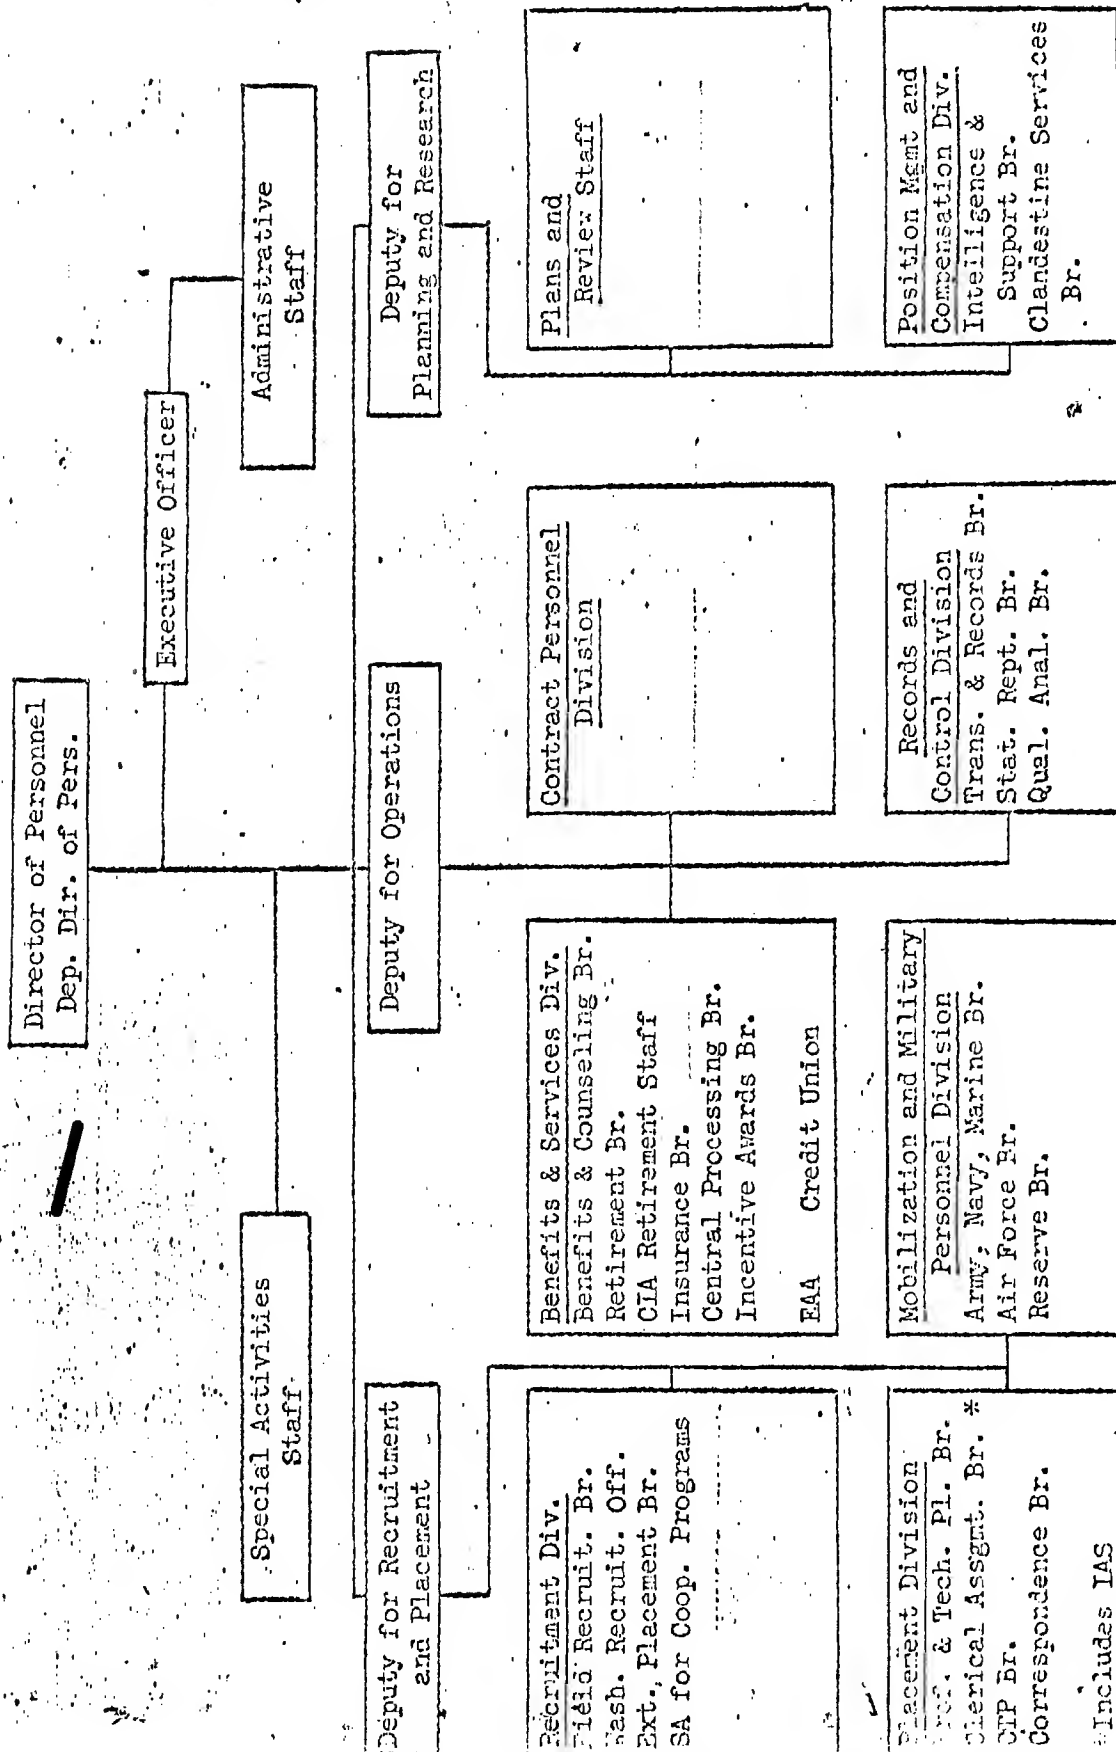 Director of Personnel
Dep. Dir. of Pers.
Executive Officer
Administrative
Staff
Special Activities
Staff
Deputy for Recruitment
and Placement
Deputy for Operations
Deputy for
Planning and Research
Recruitment Div.
Field Recruit. Br.
Wash. Recruit. Off.
Ext. Placement Br.
SA for Coop. Programs
Benefits & Services Div.
Benefits & Counseling Br.
Retirement Br.
CIA Retirement Staff
Insurance Br.
Central Processing Br.
Incentive Awards Br.
EAA Credit Union
Contract Personnel
Division
Plans and
Review Staff
Placement Division
& Tech. Pl. Br.
Clerical Assgmt. Br. *
CTP Br.
Correspondence Br.
*Includes IAS
Mobilization and Military
Personnel Division
Army, Navy, Marine Br.
Air Force Br.
Reserve Br.
Records and
Control Division
Trans. & Records Br.
Stat. Rept. Br.
Qual. Anal. Br.
Position Mgmt and
Compensation Div.
Intelligence &
Support Br.
Clandestine Services
Br.